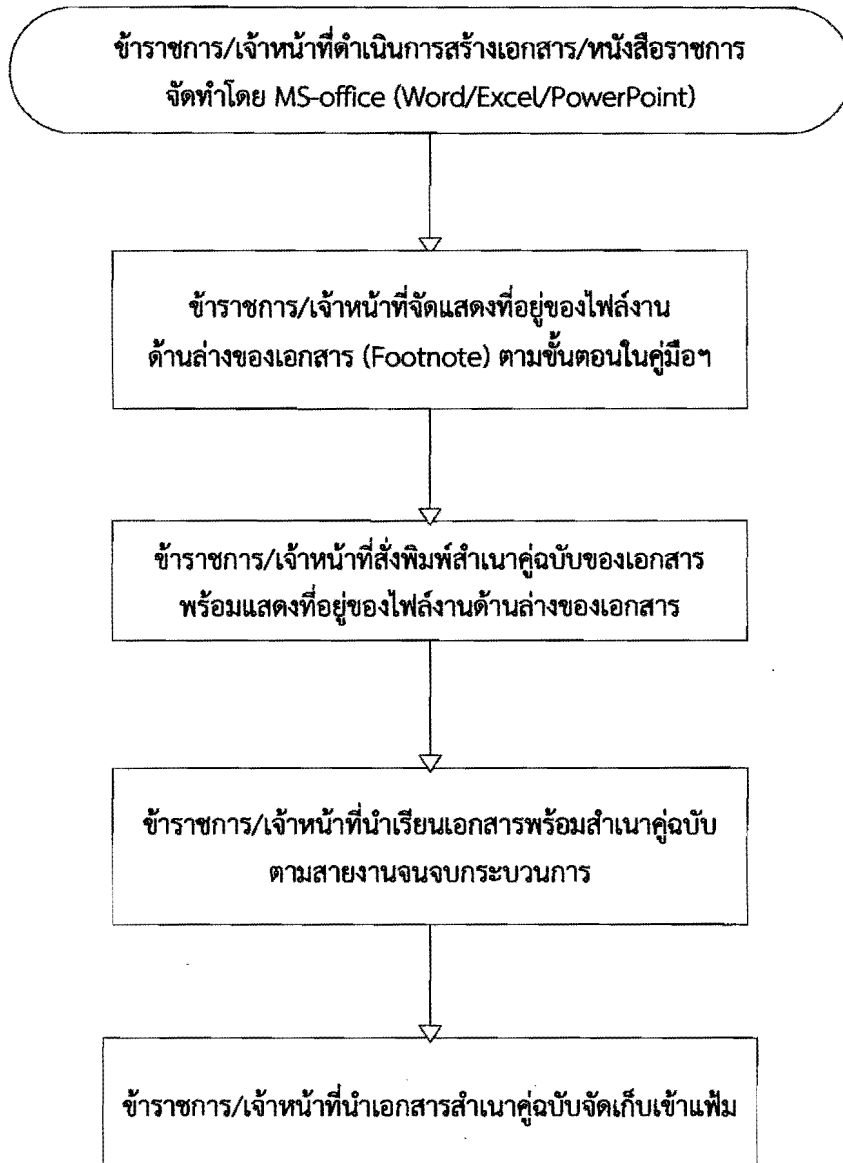 ข้าราชการ/เจ้าหน้าที่ดำเนินการสร้างเอกสาร/หนังสือราชการ
จัดทำโดย MS-office (Word/Excel/PowerPoint)
ข้าราชการ/เจ้าหน้าที่จัดแสดงที่อยู่ของไฟล์งาน
ด้านล่างของเอกสาร (Footnote) ตามขั้นตอนในคู่มือฯ
ข้าราชการ/เจ้าหน้าที่สั่งพิมพ์สำเนาคู่ฉบับของเอกสาร
พร้อมแสดงที่อยู่ของไฟล์งานด้านล่างของเอกสาร
ข้าราชการ/เจ้าหน้าที่นำเรียนเอกสารพร้อมสำเนาคู่ฉบับ
ตามสายงานจนจบกระบวนการ
ข้าราชการ/เจ้าหน้าที่นำเอกสารสำเนาคู่ฉบับจัดเก็บเข้าแฟ้ม